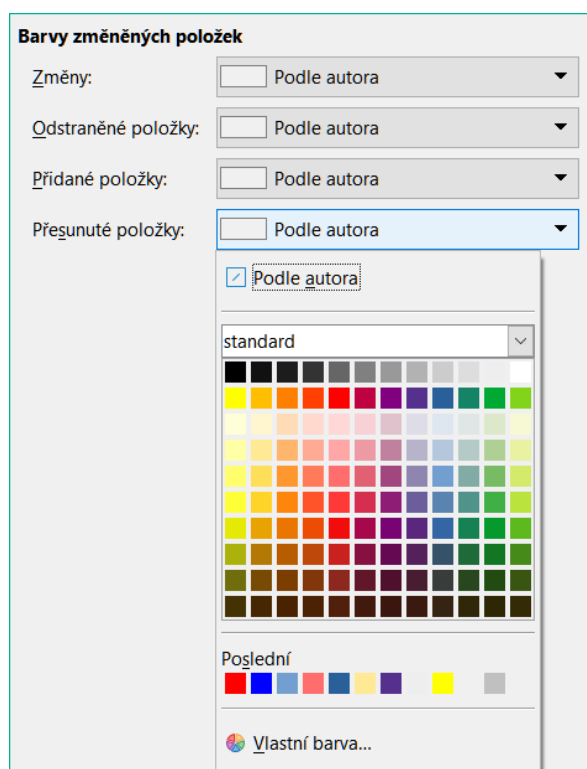 Barvy změněných položek
Změny: Podle autora
Odstraněné položky: Podle autora
Přidané položky: Podle autora
Přesunuté položky: Podle autora
Podle autora
standard
Poslední
Vlastní barva...